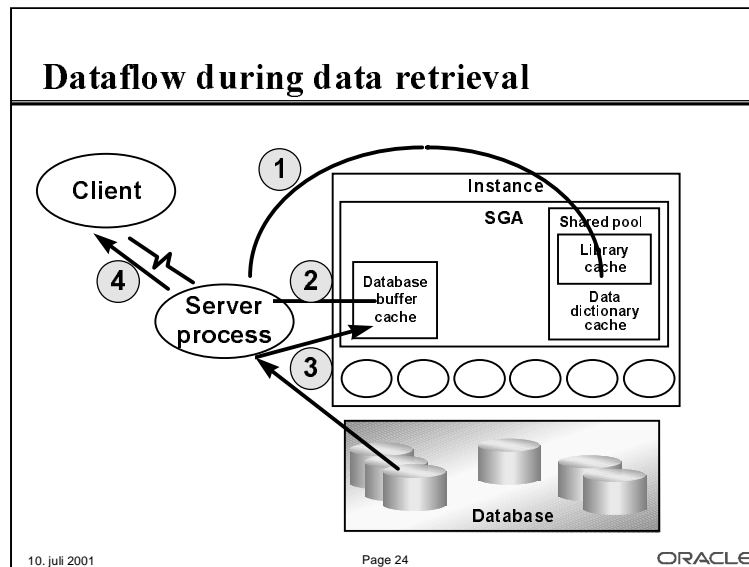 Dataflow during data retrieval
1
Client
Instance
SGA
Shared pool
Library
cache
4
2
Database
buffer
cache
Data
dictionary
cache
Server
process
3
Database
10. juli 2001
Page 24
ORACLE